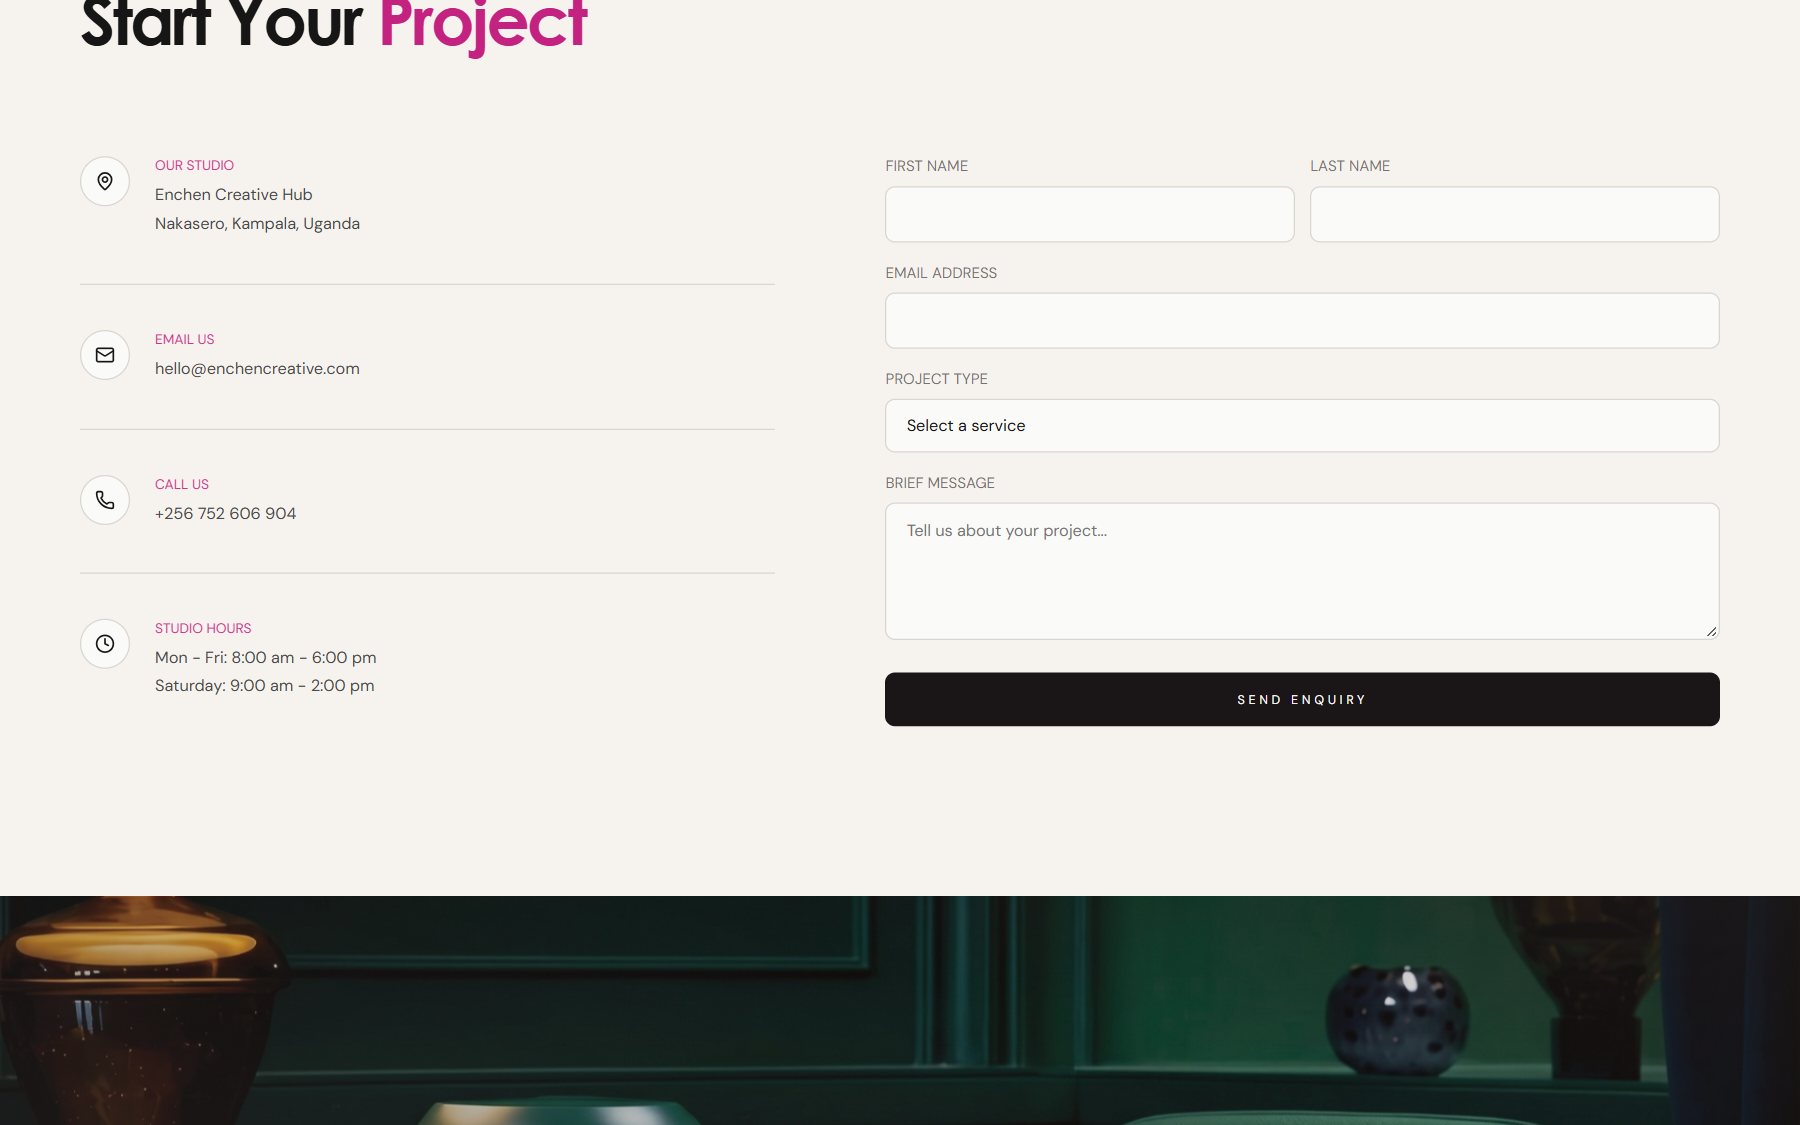 Start Your Project
OUR STUDIO
Enchen Creative Hub
Nakasero, Kampala, Uganda
EMAIL US
hello@enchencreative.com
CALL US
+256 752 606 904
STUDIO HOURS
Mon - Fri: 8:00 am - 6:00 pm
Saturday: 9:00 am - 2:00 pm
FIRST NAME
LAST NAME
EMAIL ADDRESS
PROJECT TYPE
Select a service
BRIEF MESSAGE
Tell us about your project...
SEND ENQUIRY